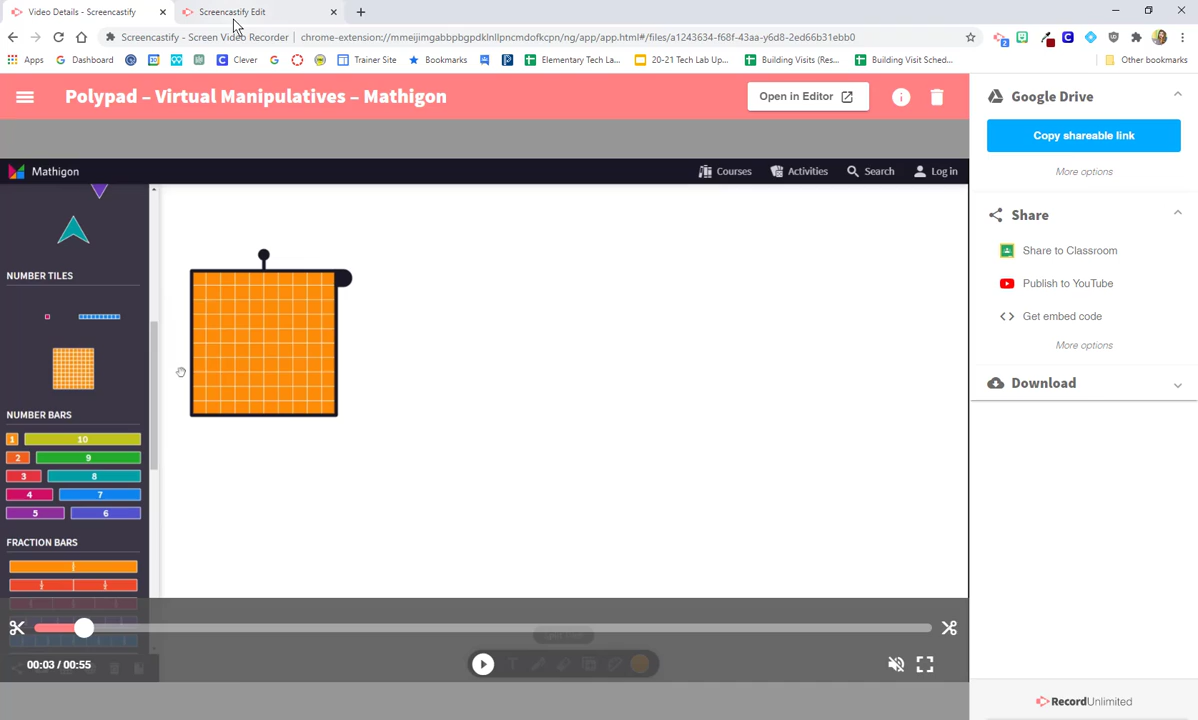 Video Details - Screencastify
Screencastify Edit
Screencastify - Screen Video Recorder
chrome-extension://mmeijimgabbpbgpdklnllpncmdofkcpn/ng/app/app.html#/files/a1243634-f68f-43aa-y6d8-2ed66b31ebb0
Apps
Dashboard
Clever
Trainer Site
Bookmarks
Elementary Tech La...
20-21 Tech Lab Up...
Building Visits (Res...
Building Visit Sched...
Other bookmarks
Polypad – Virtual Manipulatives – Mathigon
Open in Editor
Google Drive
Copy shareable link
More options
Share
Share to Classroom
Publish to YouTube
Get embed code
More options
Download
Mathigon
Courses
Activities
Search
Log in
NUMBER TILES
NUMBER BARS
1 10
2 9
3 8
4 7
5 6
FRACTION BARS
00:03 / 00:55
RecordUnlimited